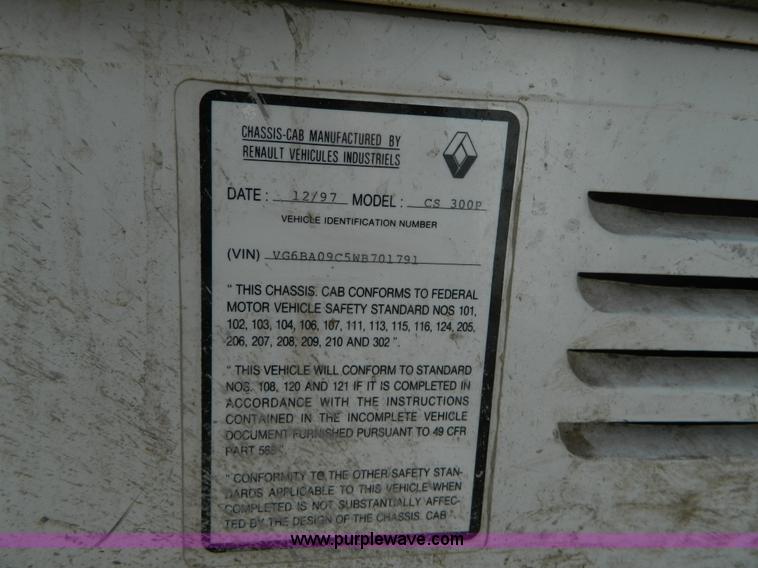 CHASSIS-CAB MANUFACTURED BY
RENAULT VEHICULES INDUSTRIELS
DATE : 12/97 MODEL : CS 300P
VEHICLE IDENTIFICATION NUMBER
(VIN) VG6BA09C5WB701791
" THIS CHASSIS. CAB CONFORMS TO FEDERAL
MOTOR VEHICLE SAFETY STANDARD NOS 101,
102, 103, 104, 106, 107, 111, 113, 115, 116, 124, 205,
206, 207, 208, 209, 210 AND 302 ".
" THIS VEHICLE WILL CONFORM TO STANDARD
NOS. 108, 120 AND 121 IF IT IS COMPLETED IN
ACCORDANCE WITH THE INSTRUCTIONS
CONTAINED IN THE INCOMPLETE VEHICLE
DOCUMENT FURNISHED PURSUANT TO 49 CFR
PART 568 "
" CONFORMITY TO THE OTHER SAFETY STAN-
DARDS APPLICABLE TO THIS VEHICLE WHEN
COMPLETED IS NOT SUBSTANTIALLY AFFEC-
TED BY THE DESIGN OF THE CHASSIS. CAB ".
www.purplewave.com